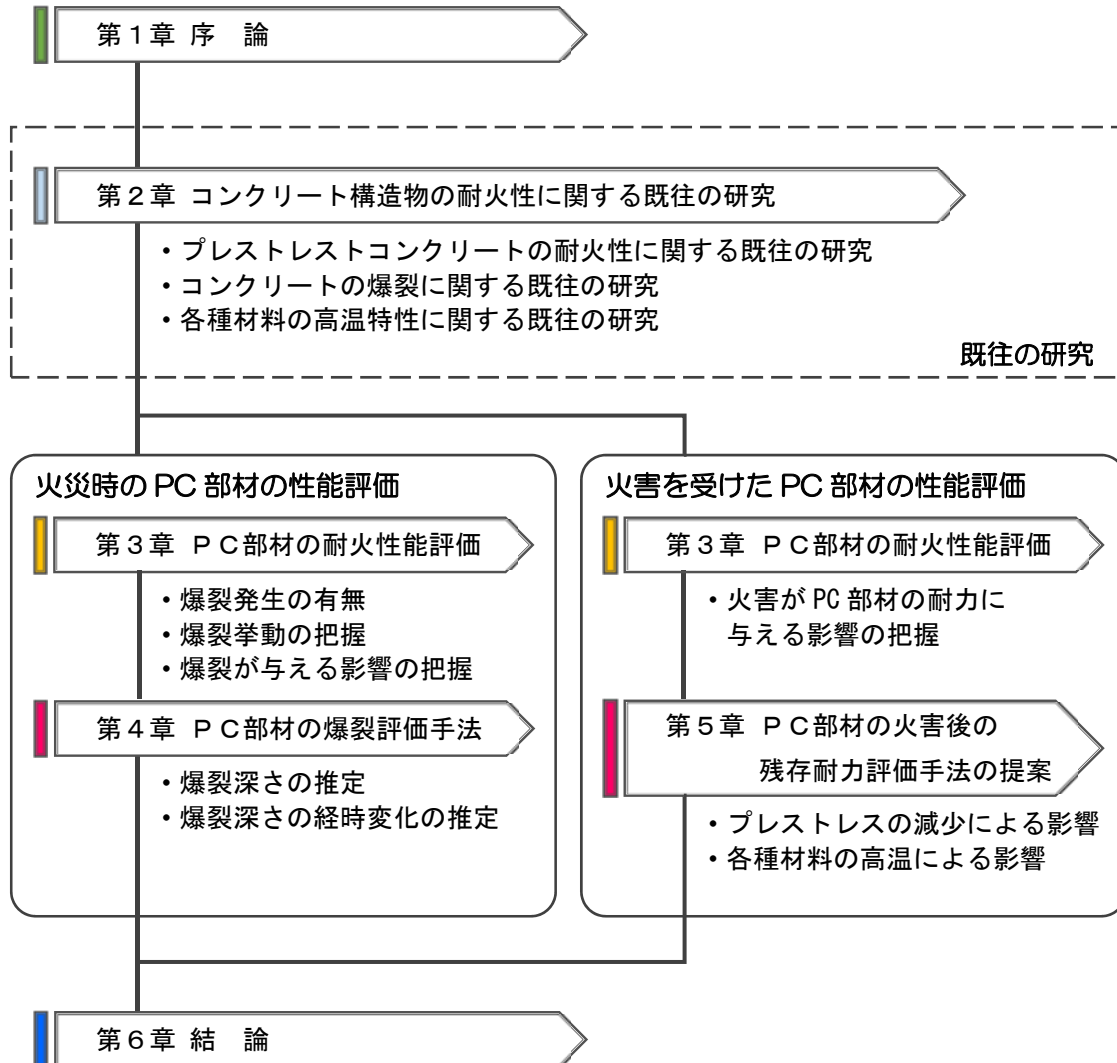 第1章 序　論
第2章 コンクリート構造物の耐火性に関する既往の研究
・プレストレストコンクリートの耐火性に関する既往の研究
・コンクリートの爆裂に関する既往の研究
・各種材料の高温特性に関する既往の研究
既往の研究
火災時の PC 部材の性能評価
第3章 ＰＣ部材の耐火性能評価
・爆裂発生の有無
・爆裂挙動の把握
・爆裂が与える影響の把握
第4章 ＰＣ部材の爆裂評価手法
・爆裂深さの推定
・爆裂深さの経時変化の推定
火害を受けた PC 部材の性能評価
第3章 ＰＣ部材の耐火性能評価
・火害が PC 部材の耐力に
与える影響の把握
第5章 ＰＣ部材の火害後の
残存耐力評価手法の提案
・プレストレスの減少による影響
・各種材料の高温による影響
第6章 結　論